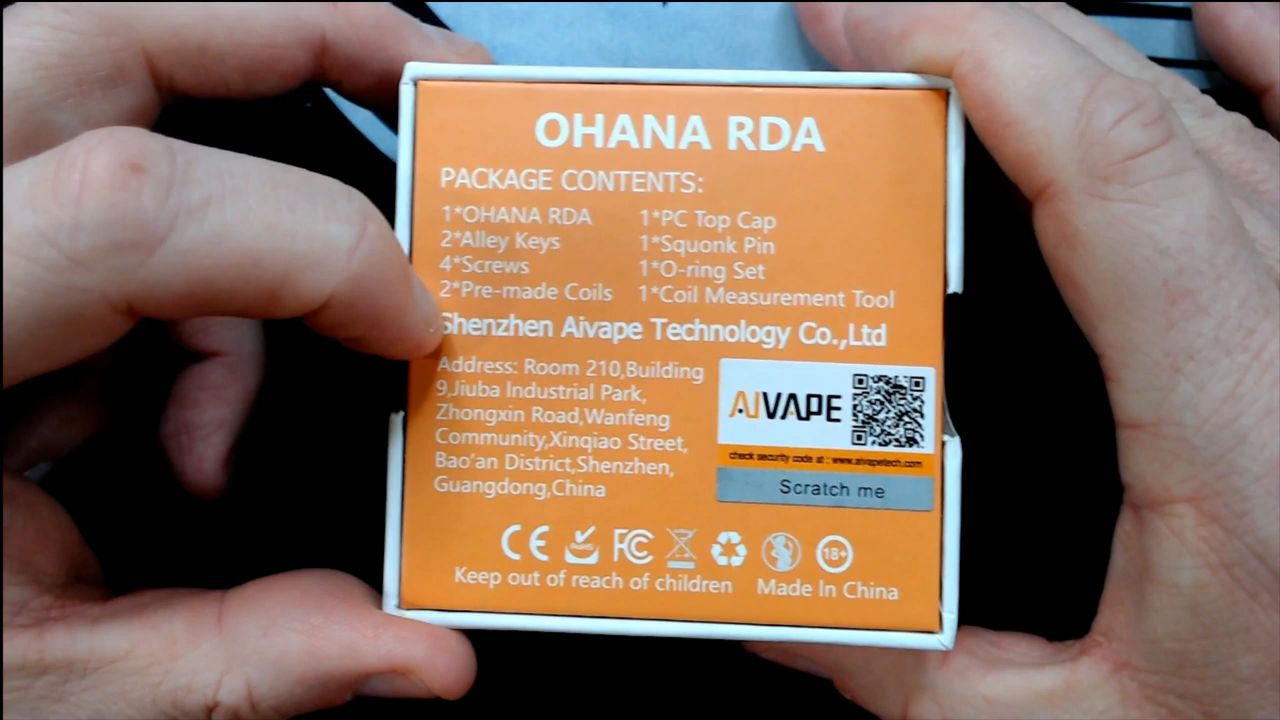 OHANA RDA
PACKAGE CONTENTS:
1*OHANA RDA 1*PC Top Cap
2*Alley Keys 1*Squonk Pin
4*Screws 1*O-ring Set
2*Pre-made Coils 1*Coil Measurement Tool
Shenzhen Aivape Technology Co.,Ltd
Address: Room 210,Building
9,Jiuba Industrial Park,
Zhongxin Road,Wanfeng
Community,Xinqiao Street,
Bao'an District,Shenzhen,
Guangdong,China
AIVAPE
check security code at : www.aivapetech.com
Scratch me
CE RoHS FC 18+
Keep out of reach of children Made In China